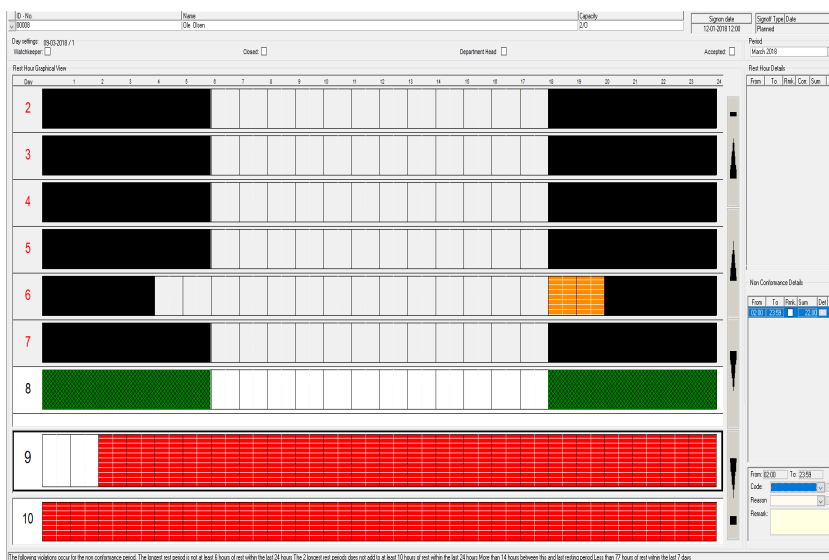 ID - No. Name Capacity
00008 Ole Olsen 2/O
Signon date Signoff Type Date
12-01-2018 12:00 Planned
Day settings: 09-03-2018 / 1
Watchkeeper: Closed: Department Head Accepted:
Period
March 2018
Rest Hour Graphical View
Rest Hour Details
Day 1 2 3 4 5 6 7 8 9 10 11 12 13 14 15 16 17 18 19 20 21 22 23 24
From To Rmk. Corr. Sum
2
3
4
5
6
7
8
9
10
Non Conformance Details
From To Rmk. Sum Det
02:00 23:59 22.00
From: 02:00 To: 23:59
Code:
Reason
Remark:
The following violations occur for the non conformance period. The longest rest period is not at least 6 hours of rest within the last 24 hours The 2 longest rest periods does not add to at least 10 hours of rest within the last 24 hours More than 14 hours between this and last resting period Less than 77 hours of rest within the last 7 days